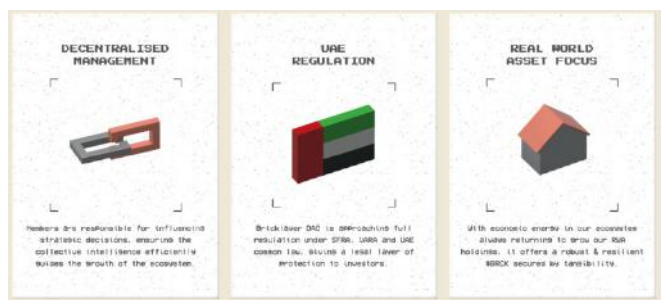 DECENTRALISED
MANAGEMENT
Members are responsible for influencing
strategic decisions, ensuring the
collective intelligence efficiently
guides the growth of the ecosystem.
UAE
REGULATION
Bricklayer DAO is approaching full
regulation under SFRA, VARA and UAE
common law, giving a legal layer of
protection to investors.
REAL WORLD
ASSET FOCUS
With economic energy in our ecosystem
always returning to grow our RWA
holdings, it offers a robust & resilient
$BRCK secured by tangibility.